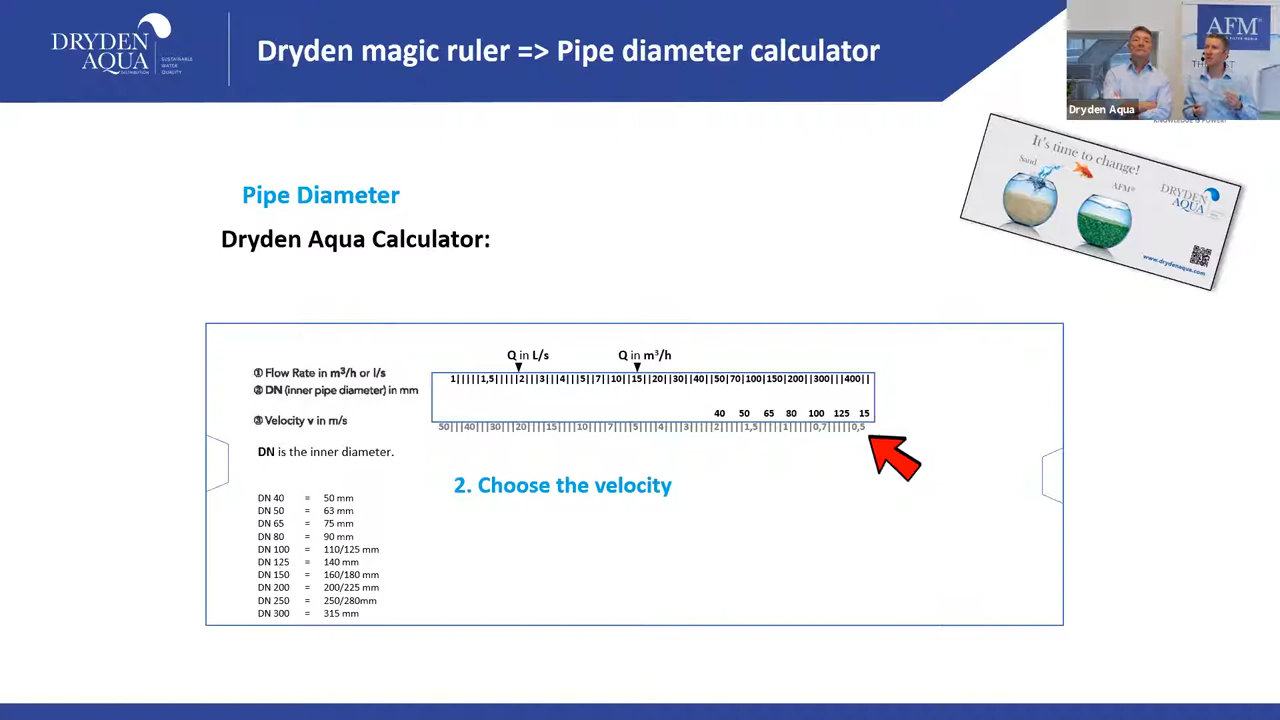 DRYDEN
AQUA
DISTRIBUTION
SUSTAINABLE
WATER
QUALITY
Dryden magic ruler => Pipe diameter calculator
AFM®
Dryden Aqua
KNOWLEDGE IS POWER!
It's time to change!
Sand
AFM®
DRYDEN
AQUA
www.drydenaqua.com
Pipe Diameter
Dryden Aqua Calculator:
Q in L/s
Q in m³/h
① Flow Rate in m³/h or l/s
1|||||1,5|||||2|||3|||4|||5||7||10||15||20||30||40||50|70|100|150|200||300||400||
② DN (inner pipe diameter) in mm
40 50 65 80 100 125 15
③ Velocity v in m/s
50|||40|||30|||20|||15||||10|||7||||5|||4|||3||||2||||1,5||||1|||||0,7||||0,5
DN is the inner diameter.
2. Choose the velocity
DN 40 = 50 mm
DN 50 = 63 mm
DN 65 = 75 mm
DN 80 = 90 mm
DN 100 = 110/125 mm
DN 125 = 140 mm
DN 150 = 160/180 mm
DN 200 = 200/225 mm
DN 250 = 250/280mm
DN 300 = 315 mm